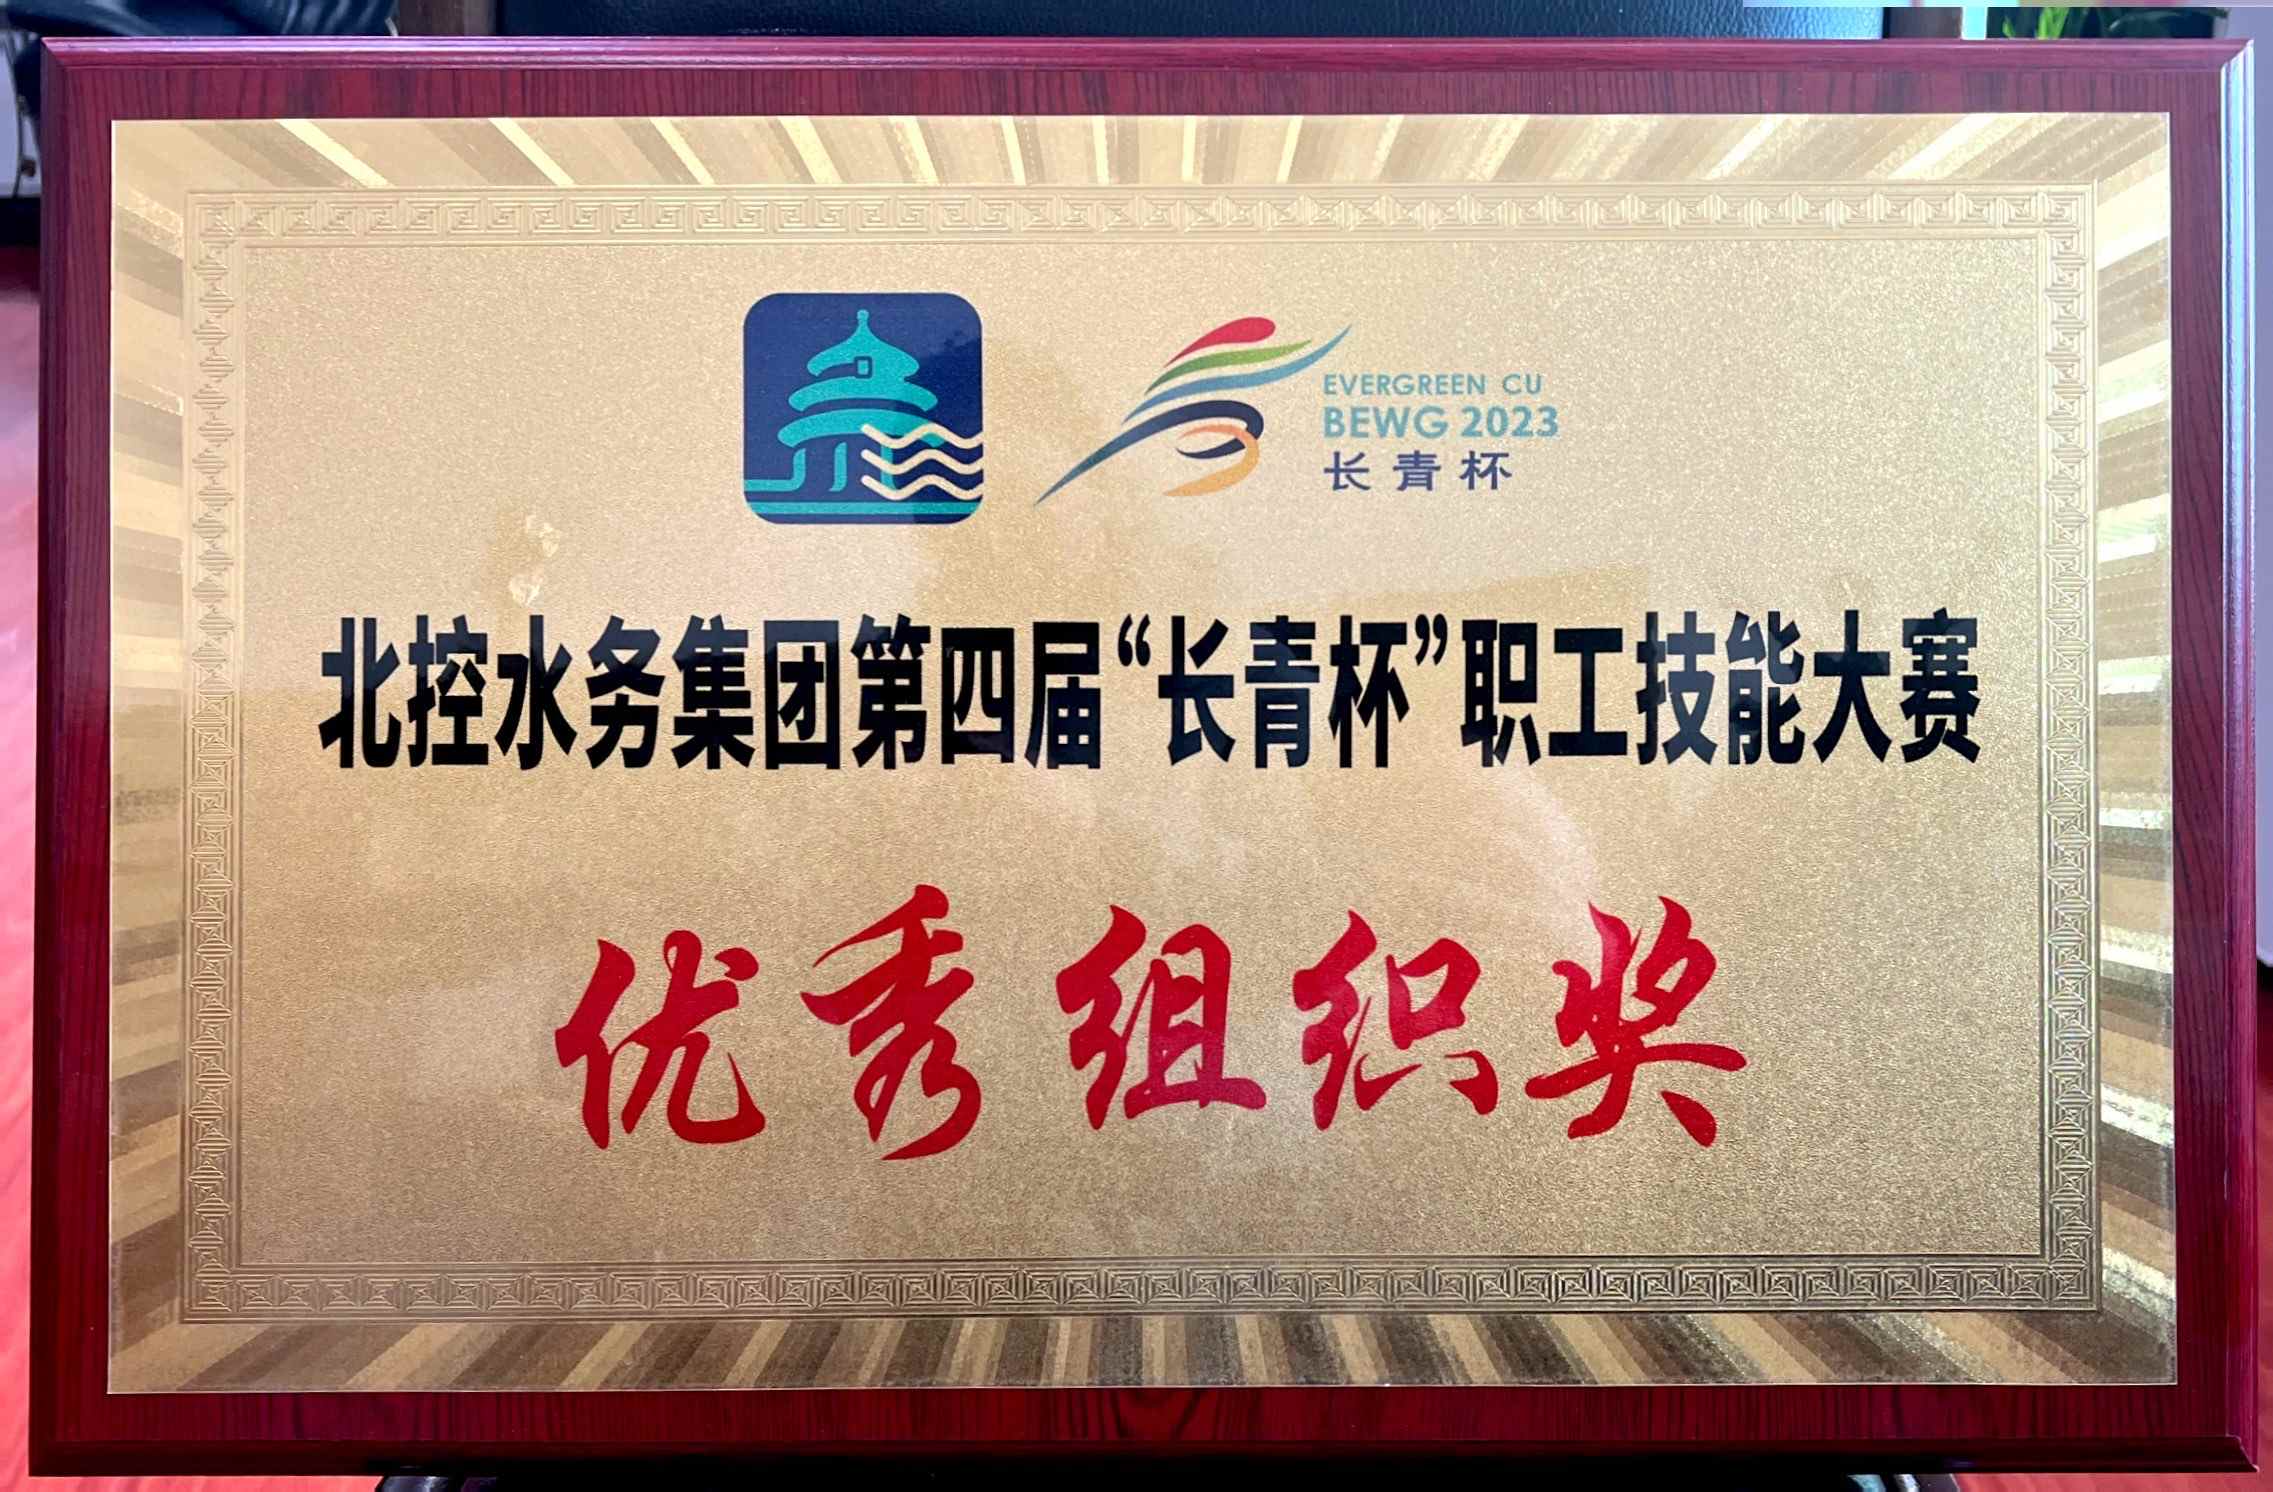 EVERGREEN CU
BEWG 2023
长青杯
北控水务集团第四届“长青杯”职工技能大赛
优秀组织奖